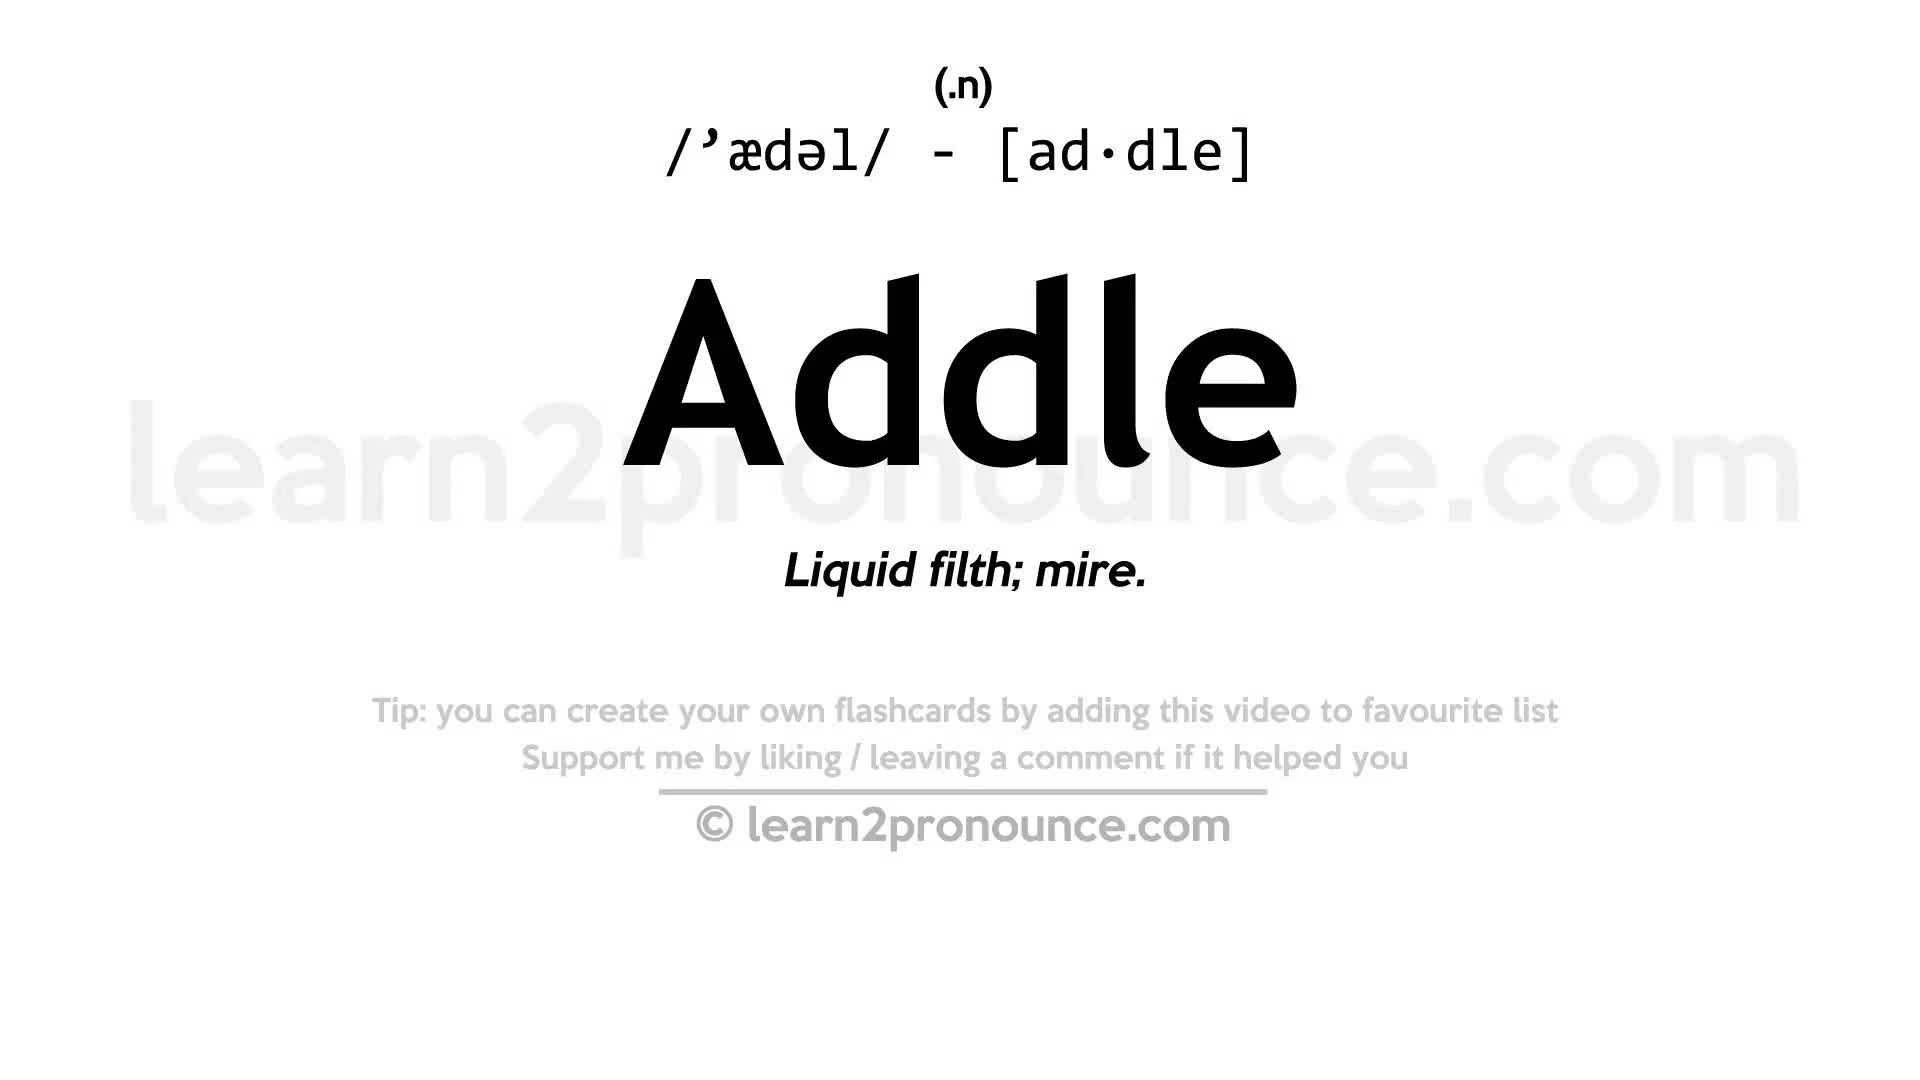 (.n)
/’ædəl/ - [ad·dle]
Addle
learn2pronounce.com
Liquid filth; mire.
Tip: you can create your own flashcards by adding this video to favourite list
Support me by liking / leaving a comment if it helped you
© learn2pronounce.com